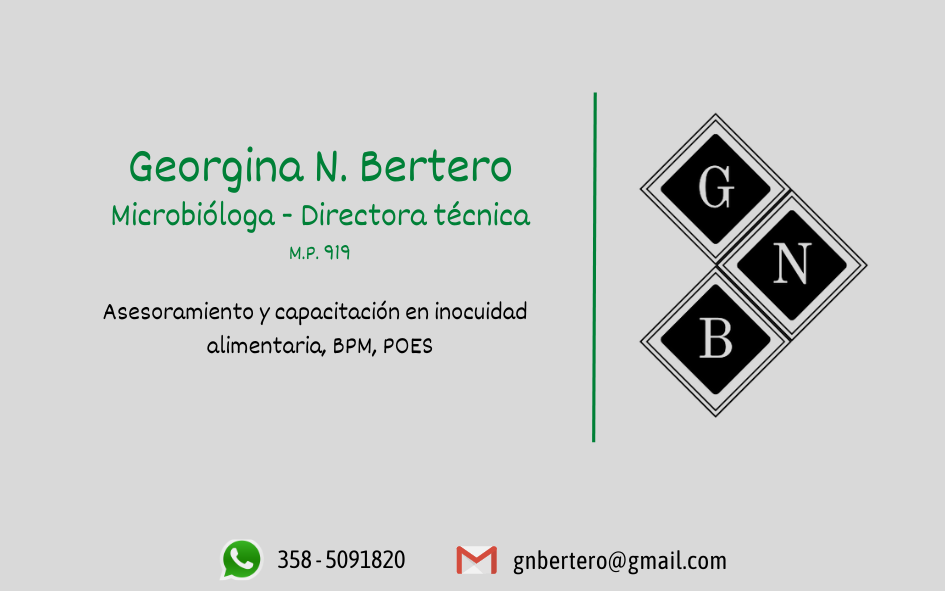 Georgina N. Bertero
Microbióloga - Directora técnica
M.P. 919
Asesoramiento y capacitación en inocuidad
alimentaria, BPM, POES
G
N
B
358 - 5091820
gnbertero@gmail.com